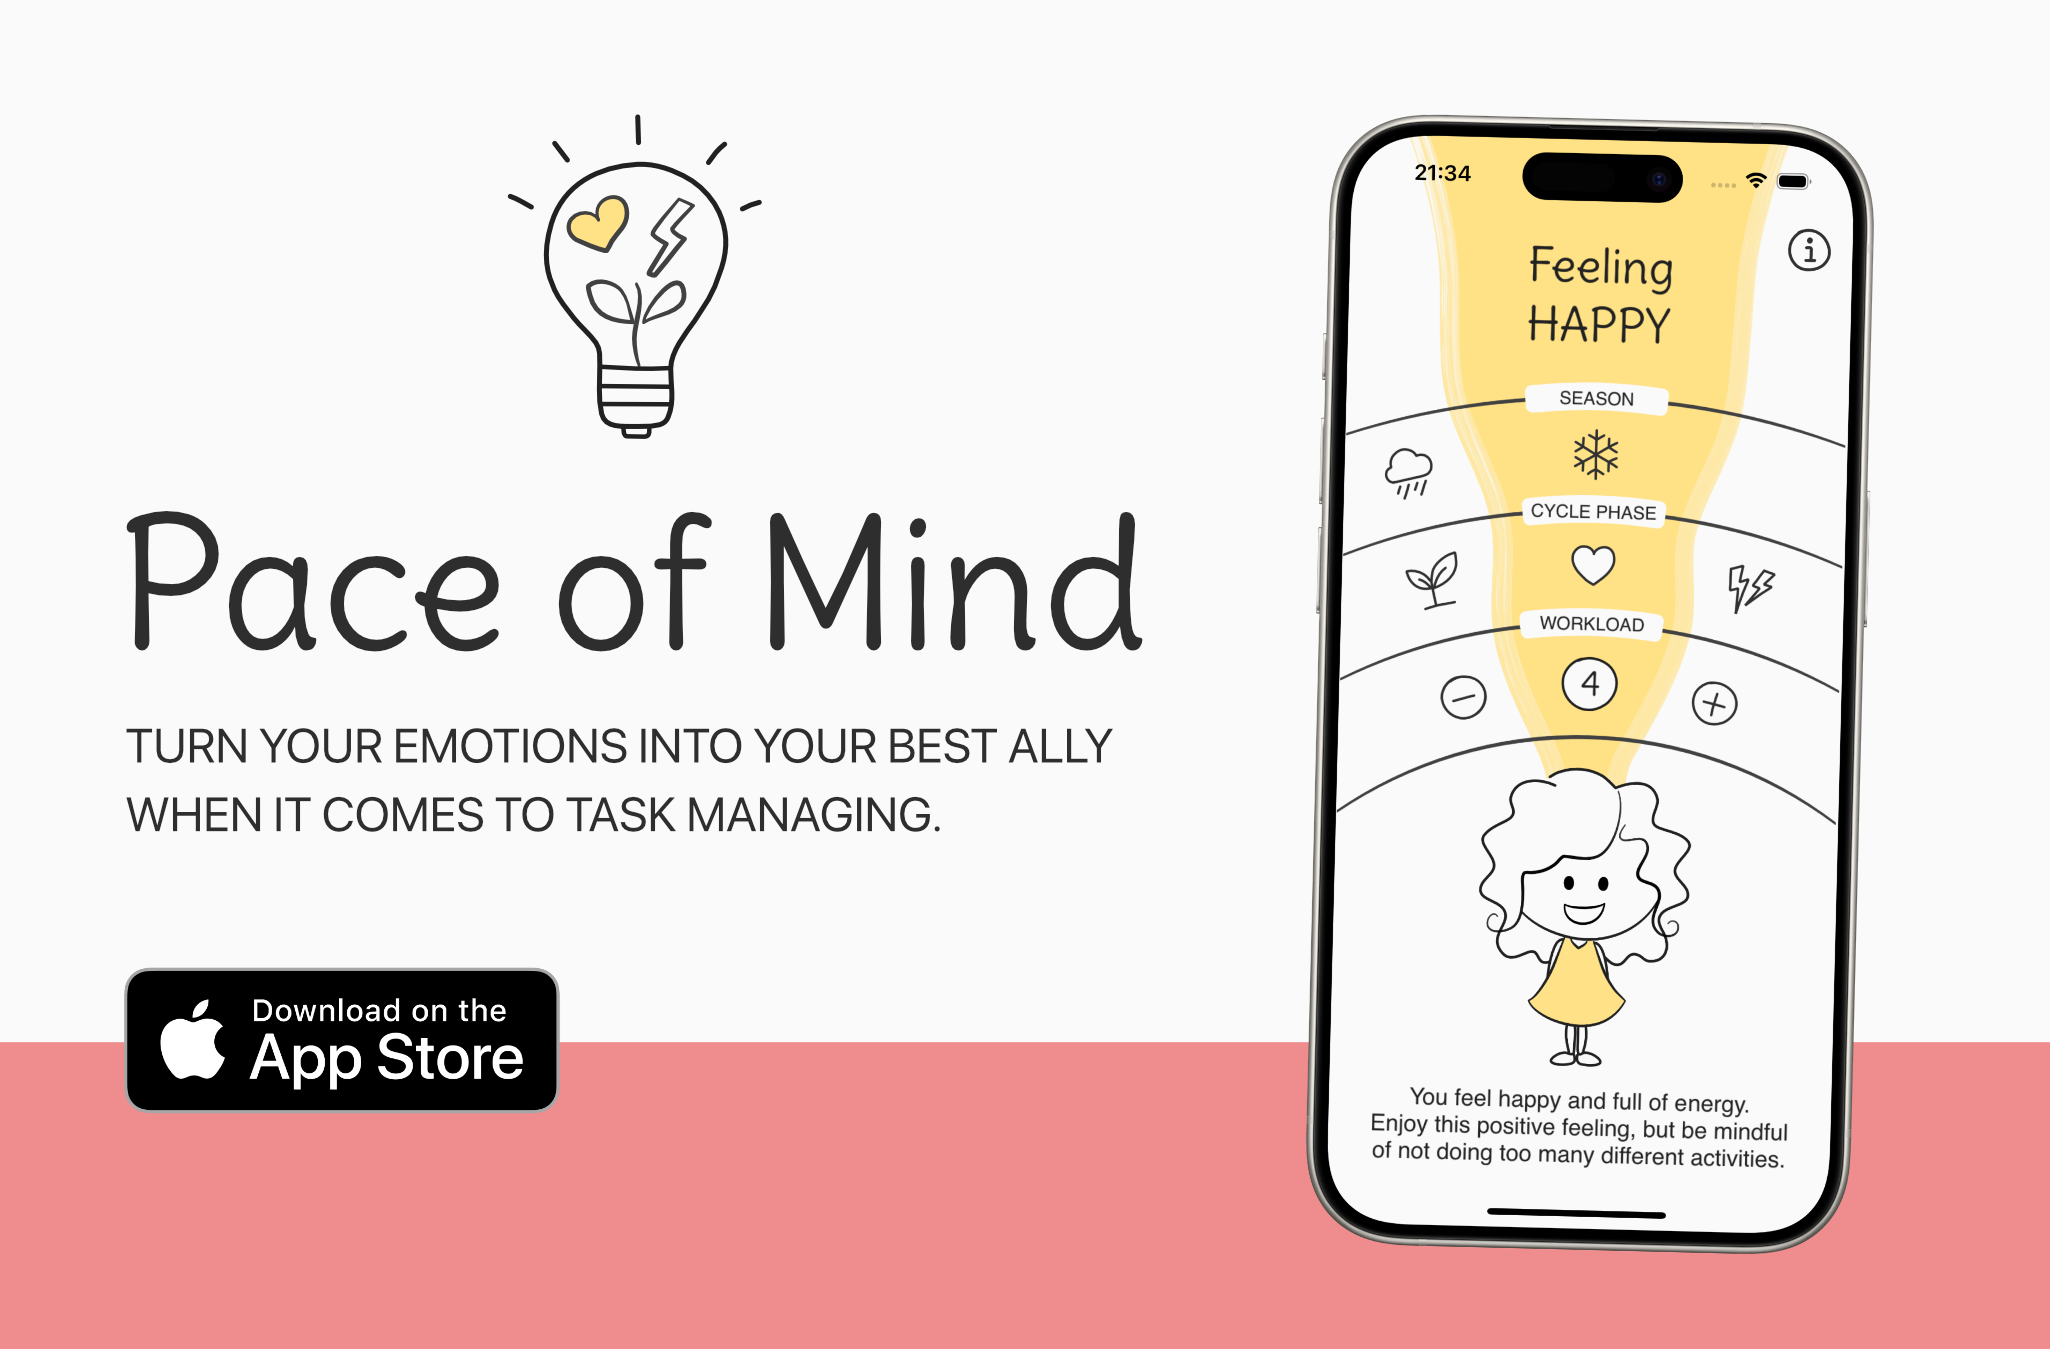 Pace of Mind
TURN YOUR EMOTIONS INTO YOUR BEST ALLY
WHEN IT COMES TO TASK MANAGING.
Download on the
App Store
21:34
i
Feeling
HAPPY
SEASON
CYCLE PHASE
WORKLOAD
4
You feel happy and full of energy.
Enjoy this positive feeling, but be mindful
of not doing too many different activities.